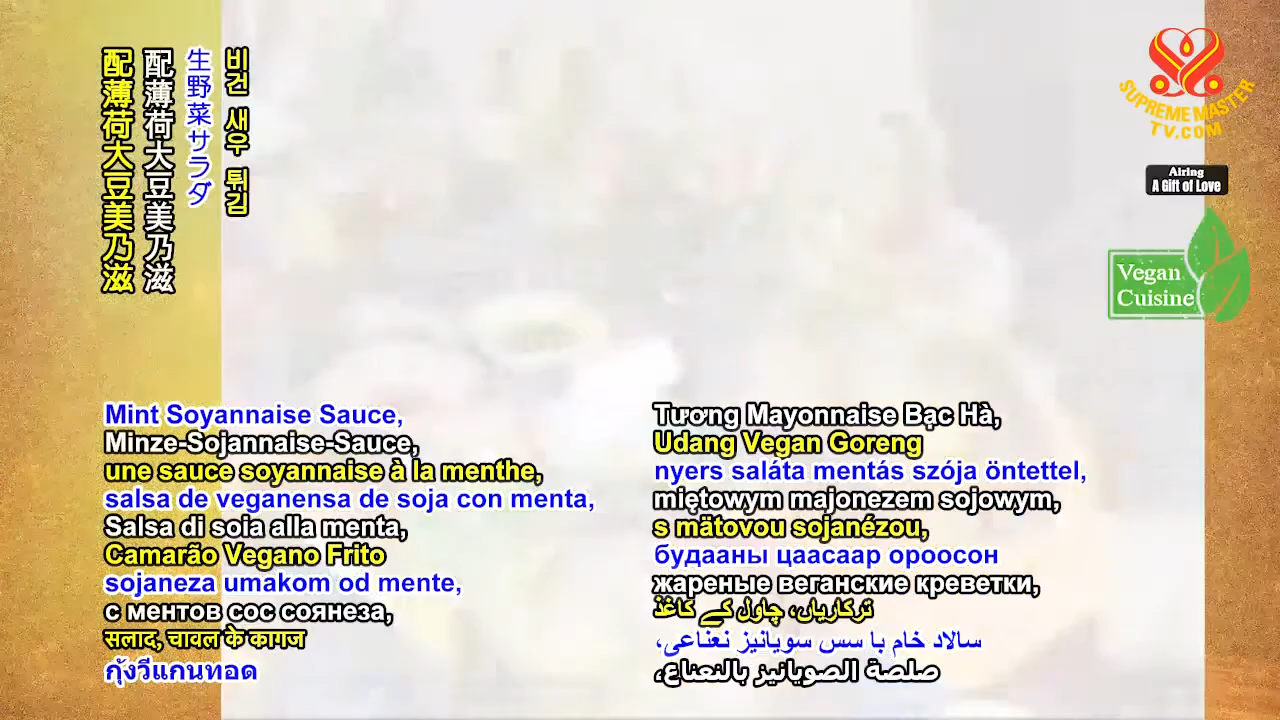 配薄荷大豆美乃滋
配薄荷大豆美乃滋
生野菜サラダ
비건 새우 튀김
SUPREME MASTER
TV.COM
Airing
A Gift of Love
Vegan
Cuisine
Mint Soyannaise Sauce,
Minze-Sojannaise-Sauce,
une sauce soyannaise à la menthe,
salsa de veganensa de soja con menta,
Salsa di soia alla menta,
Camarão Vegano Frito
sojaneza umakom od mente,
с ментов сос соянеза,
सलाद, चावल के कागज
กุ้งวีแกนทอด
Tương Mayonnaise Bạc Hà,
Udang Vegan Goreng
nyers saláta mentás szója öntettel,
miętowym majonezem sojowym,
s mätovou sojanézou,
будааны цаасаар ороосон
жареные веганские креветки,
ترکاریاں، چاول کے کاغذ
سالاد خام با سس سویانیز نعناعی،
صلصة الصويانيز بالنعناع،